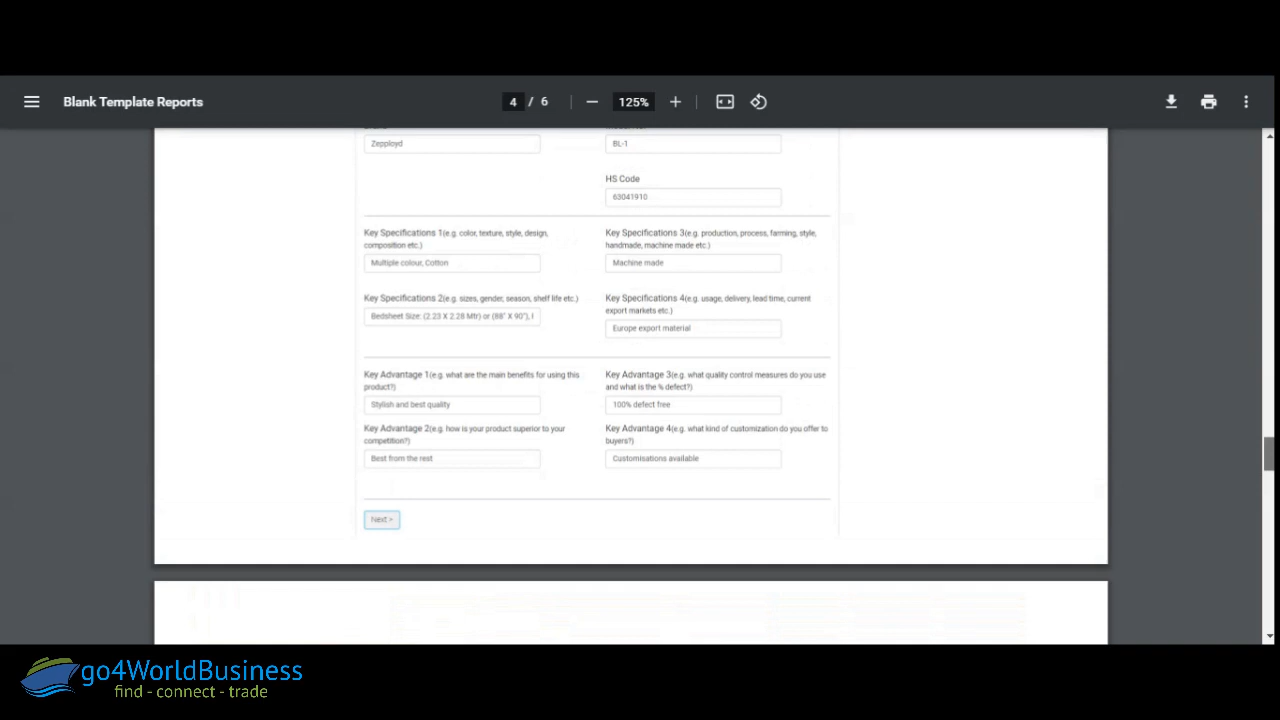 Blank Template Reports
4 / 6
125%
Zepployd
BL-1
HS Code
63041910
Key Specifications 1(e.g. color, texture, style, design,
composition etc.)
Multiple colour, Cotton
Key Specifications 3(e.g. production, process, farming, style,
handmade, machine made etc.)
Machine made
Key Specifications 2(e.g. sizes, gender, season, shelf life etc.)
Bedsheet Size: (2.23 X 2.28 Mtr) or (88" X 90"),
Key Specifications 4(e.g. usage, delivery, lead time, current
export markets etc.)
Europe export material
Key Advantage 1(e.g. what are the main benefits for using this
product?)
Stylish and best quality
Key Advantage 3(e.g. what quality control measures do you use
and what is the % defect?)
100% defect free
Key Advantage 2(e.g. how is your product superior to your
competition?)
Best from the rest
Key Advantage 4(e.g. what kind of customization do you offer to
buyers?)
Customisations available
Next >
go4WorldBusiness
find - connect - trade